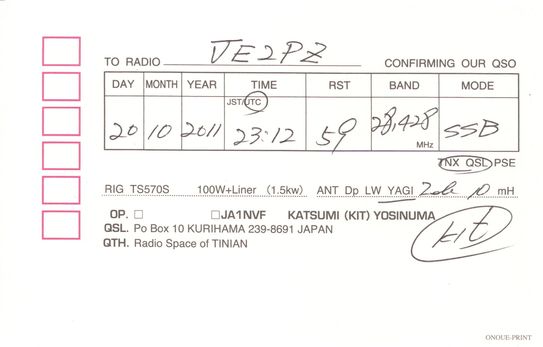 TO RADIO VE2PZ CONFIRMING OUR QSO
DAY MONTH YEAR TIME RST BAND MODE
JST/UTC
20 10 2011 23:12 59 28,428 MHz SSB
TNX QSL PSE
RIG TS570S 100W+Liner (1.5kw) ANT Dp LW YAGI 2ele 10 mH
OP. □ □JA1NVF KATSUMI (KIT) YOSINUMA
QSL. Po Box 10 KURIHAMA 239-8691 JAPAN
QTH. Radio Space of TINIAN
Kit
ONOUE-PRINT